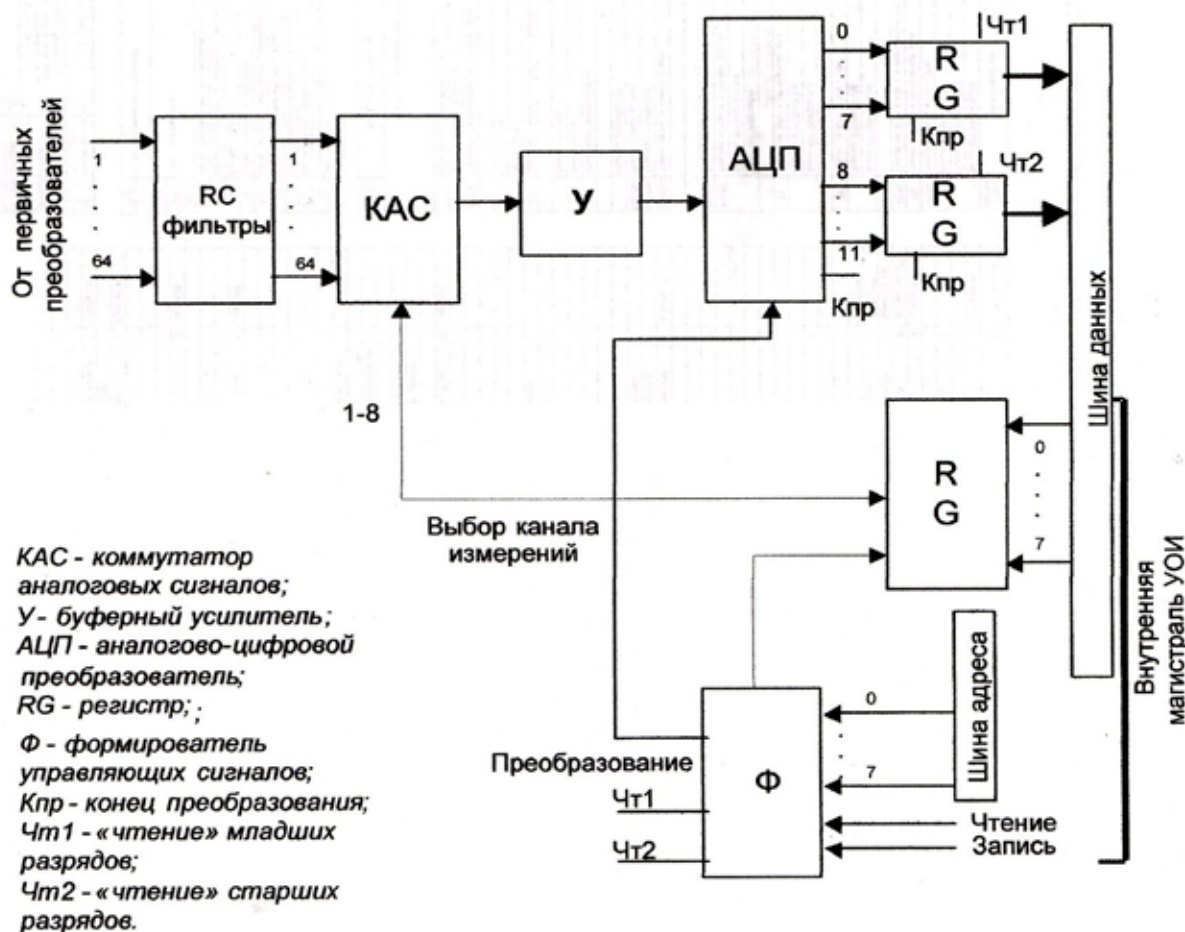 От первичных
преобразователей
1
64
RC
фильтры
1
64
КАС
У
АЦП
0
7
8
11
Кпр
R
G
Чт1
Кпр
R
G
Чт2
Кпр
Шина данных
1-8
Выбор канала
измерений
R
G
0
7
Внутренняя
магистраль УОИ
Шина адреса
0
7
Ф
Преобразование
Чт1
Чт2
Чтение
Запись
КАС - коммутатор
аналоговых сигналов;
У - буферный усилитель;
АЦП - аналогово-цифровой
преобразователь;
RG - регистр; ;
Ф - формирователь
управляющих сигналов;
Кпр - конец преобразования;
Чт1 - «чтение» младших
разрядов;
Чт2 - «чтение» старших
разрядов.